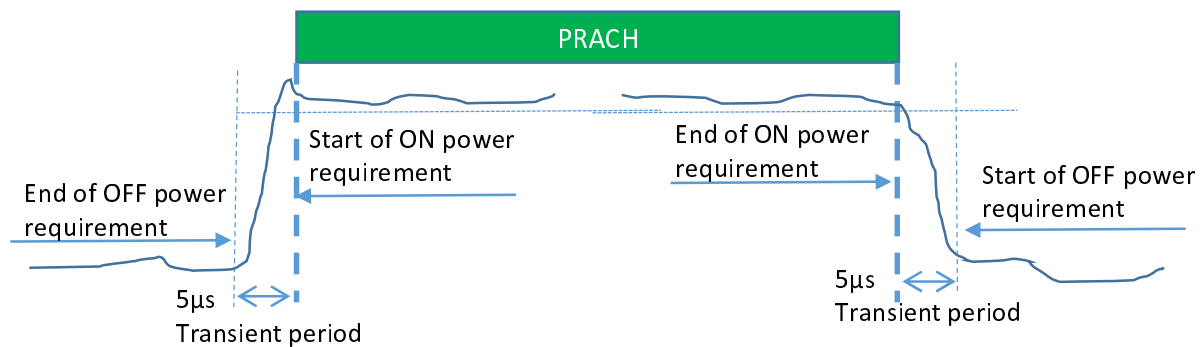 PRACH
Start of ON power
requirement
End of ON power
requirement
End of OFF power
requirement
Start of OFF power
requirement
5µs
Transient period
5µs
Transient period